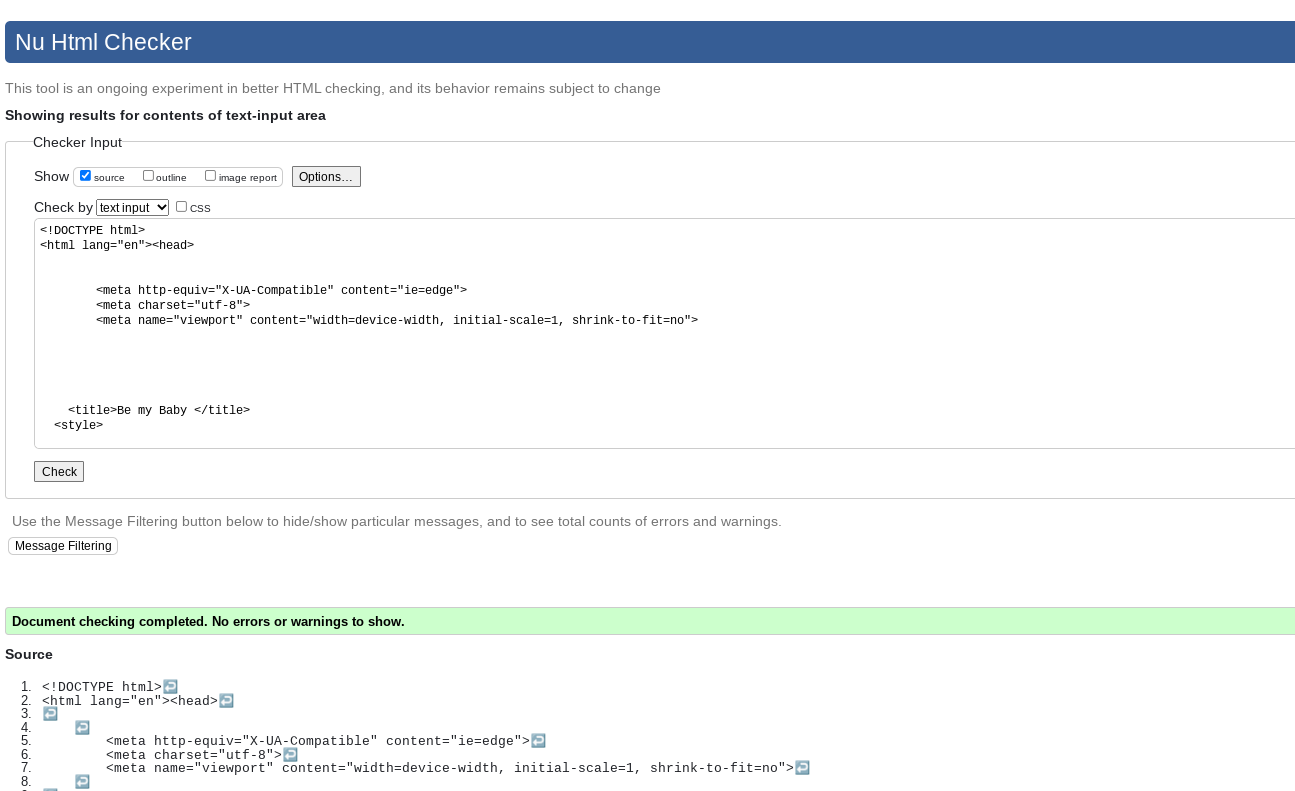 Nu Html Checker
This tool is an ongoing experiment in better HTML checking, and its behavior remains subject to change
Showing results for contents of text-input area
Checker Input
Show source outline image report Options...
Check by text input css
<!DOCTYPE html>
<html lang="en"><head>
<meta http-equiv="X-UA-Compatible" content="ie=edge">
<meta charset="utf-8">
<meta name="viewport" content="width=device-width, initial-scale=1, shrink-to-fit=no">
<title>Be my Baby </title>
<style>
Check
Use the Message Filtering button below to hide/show particular messages, and to see total counts of errors and warnings.
Message Filtering
Document checking completed. No errors or warnings to show.
Source
1. <!DOCTYPE html>↩
2. <html lang="en"><head>↩
3. ↩
4. ↩
5. <meta http-equiv="X-UA-Compatible" content="ie=edge">↩
6. <meta charset="utf-8">↩
7. <meta name="viewport" content="width=device-width, initial-scale=1, shrink-to-fit=no">↩
8. ↩